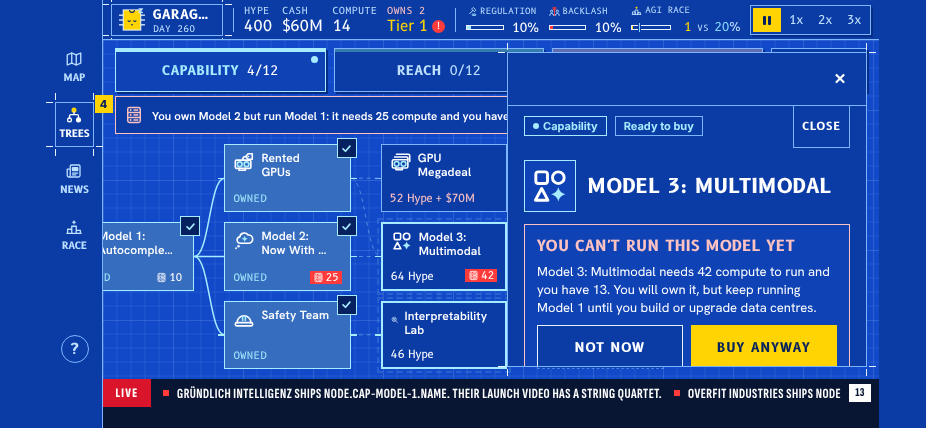 GARAG...
DAY 260
HYPE
400
CASH
$60M
COMPUTE
14
OWNS 2
Tier 1 !
REGULATION
10%
BACKLASH
10%
AGI RACE
1 VS 20%
1x
2x
3x
MAP
4
TREES
NEWS
RACE
?
CAPABILITY 4/12
REACH 0/12
You own Model 2 but run Model 1: it needs 25 compute and you have
Model 1:
Autocomple...
10
Rented
GPUs
OWNED
Model 2:
Now With ...
OWNED
25
Safety Team
OWNED
GPU
Megadeal
52 Hype + $70M
Model 3:
Multimodal
64 Hype
42
Interpretability
Lab
46 Hype
×
CLOSE
Capability
Ready to buy
MODEL 3: MULTIMODAL
YOU CAN'T RUN THIS MODEL YET
Model 3: Multimodal needs 42 compute to run and
you have 13. You will own it, but keep running
Model 1 until you build or upgrade data centres.
NOT NOW
BUY ANYWAY
LIVE
GRÜNDLICH INTELLIGENZ SHIPS NODE.CAP-MODEL-1.NAME. THEIR LAUNCH VIDEO HAS A STRING QUARTET.
OVERFIT INDUSTRIES SHIPS NODE
13